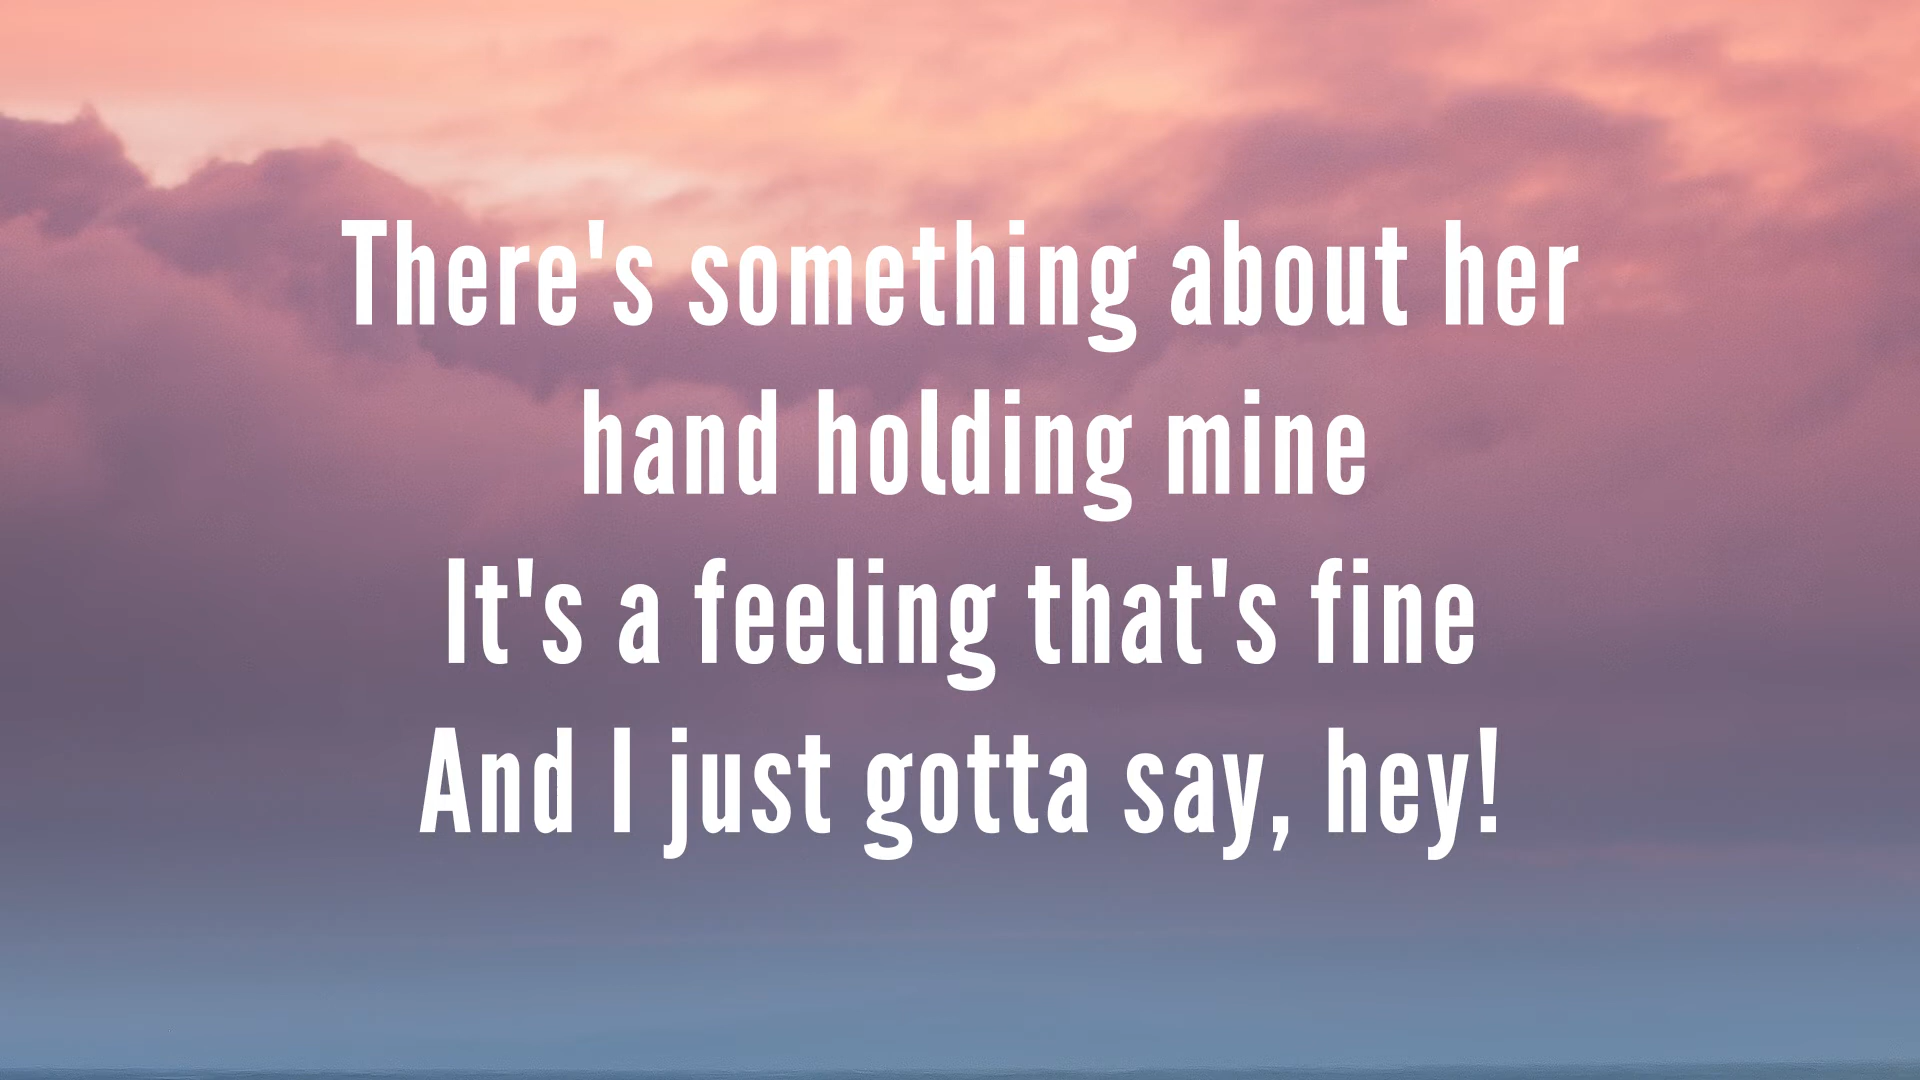 There's something about her
hand holding mine
It's a feeling that's fine
And I just gotta say, hey!